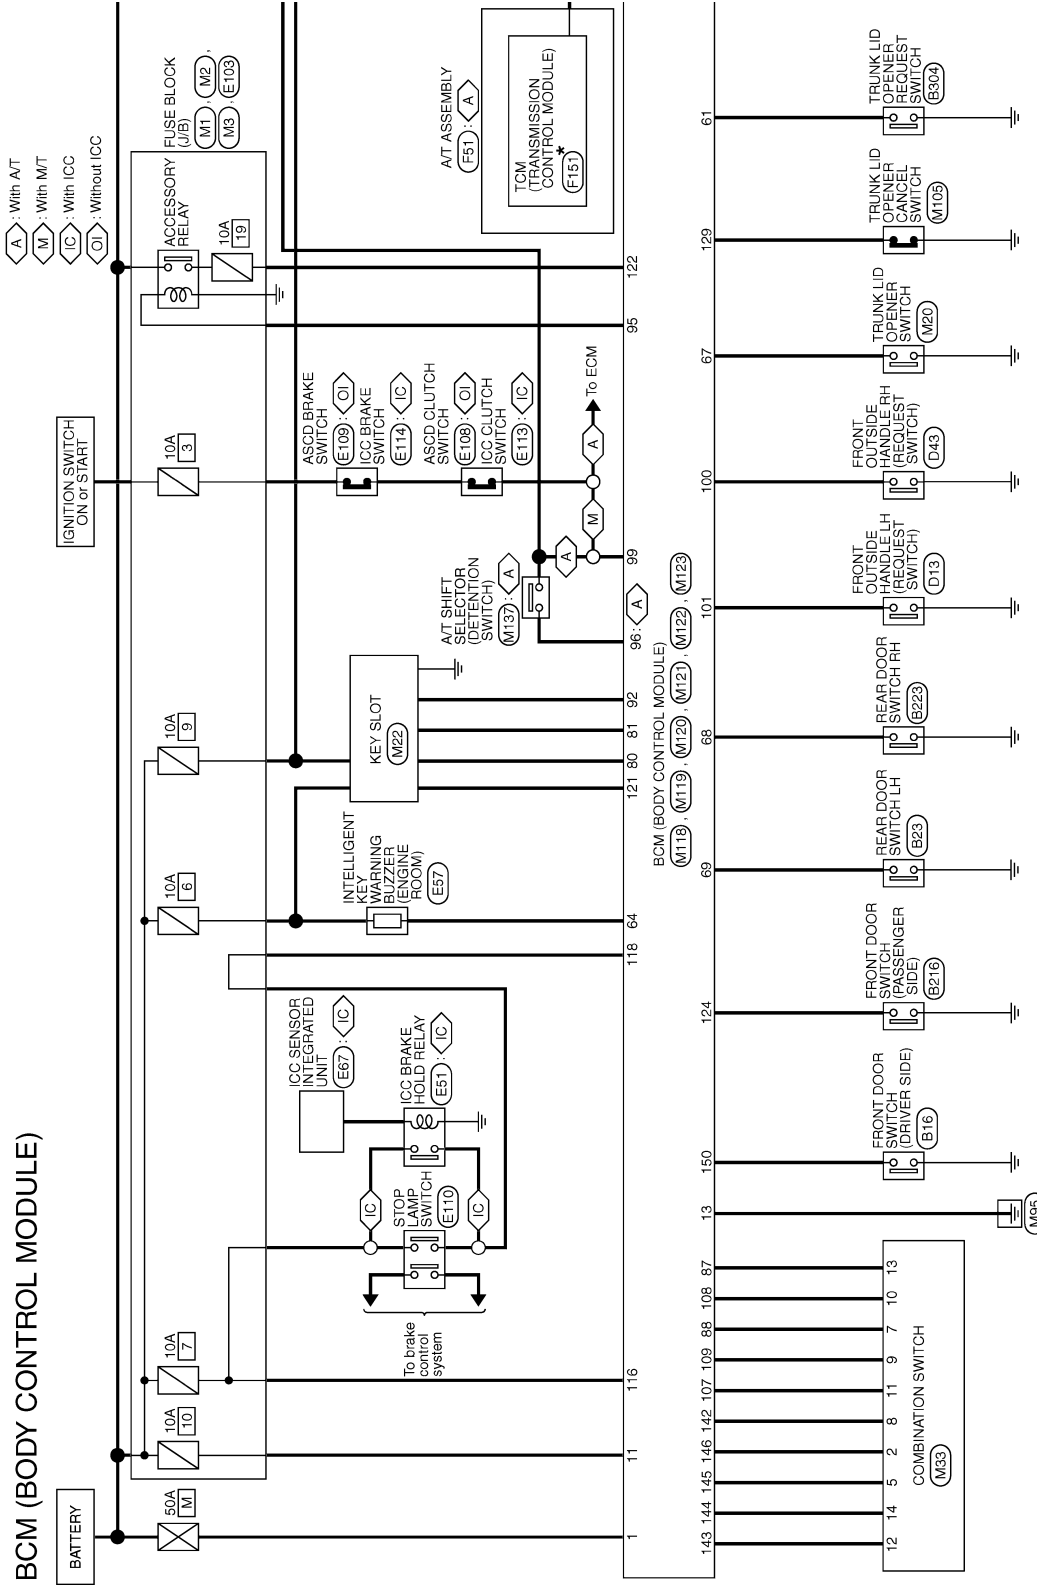 BCM (BODY CONTROL MODULE)
A : With A/T
M : With M/T
IC : With ICC
OI : Without ICC
BATTERY
IGNITION SWITCH
ON or START
50A
M
10A
10
10A
7
10A
6
10A
9
10A
3
ACCESSORY
RELAY
10A
19
FUSE BLOCK
(J/B)
M1 , M2 ,
M3 , E103
To brake
control
system
STOP
LAMP
SWITCH
E110
IC
IC
ICC SENSOR
INTEGRATED
UNIT
E67 : IC
ICC BRAKE
HOLD RELAY
E51 : IC
INTELLIGENT
KEY
WARNING
BUZZER
(ENGINE
ROOM)
E57
KEY SLOT
M22
ASCD BRAKE
SWITCH
E109 : OI
ICC BRAKE
SWITCH
E114 : IC
ASCD CLUTCH
SWITCH
E108 : OI
ICC CLUTCH
SWITCH
E113 : IC
A/T SHIFT
SELECTOR
(DETENTION
SWITCH)
M137 : A
A
M
A
To ECM
A/T ASSEMBLY
F51 : A
TCM
(TRANSMISSION
CONTROL MODULE)
*
F151
1
11
116
118
64
121
80
81
92
96 : A
99
95
122
BCM (BODY CONTROL MODULE)
M118 , M119 , M120 , M121 , M122 , M123
143
144
145
146
142
107
109
88
108
87
13
150
124
69
68
101
100
67
129
61
12
14
5
2
8
11
9
7
10
13
COMBINATION SWITCH
M33
M95
FRONT DOOR
SWITCH
(DRIVER SIDE)
B16
FRONT DOOR
SWITCH
(PASSENGER
SIDE)
B216
REAR DOOR
SWITCH LH
B23
REAR DOOR
SWITCH RH
B223
FRONT
OUTSIDE
HANDLE LH
(REQUEST
SWITCH)
D13
FRONT
OUTSIDE
HANDLE RH
(REQUEST
SWITCH)
D43
TRUNK LID
OPENER
SWITCH
M20
TRUNK LID
OPENER
CANCEL
SWITCH
M105
TRUNK LID
OPENER
REQUEST
SWITCH
B304